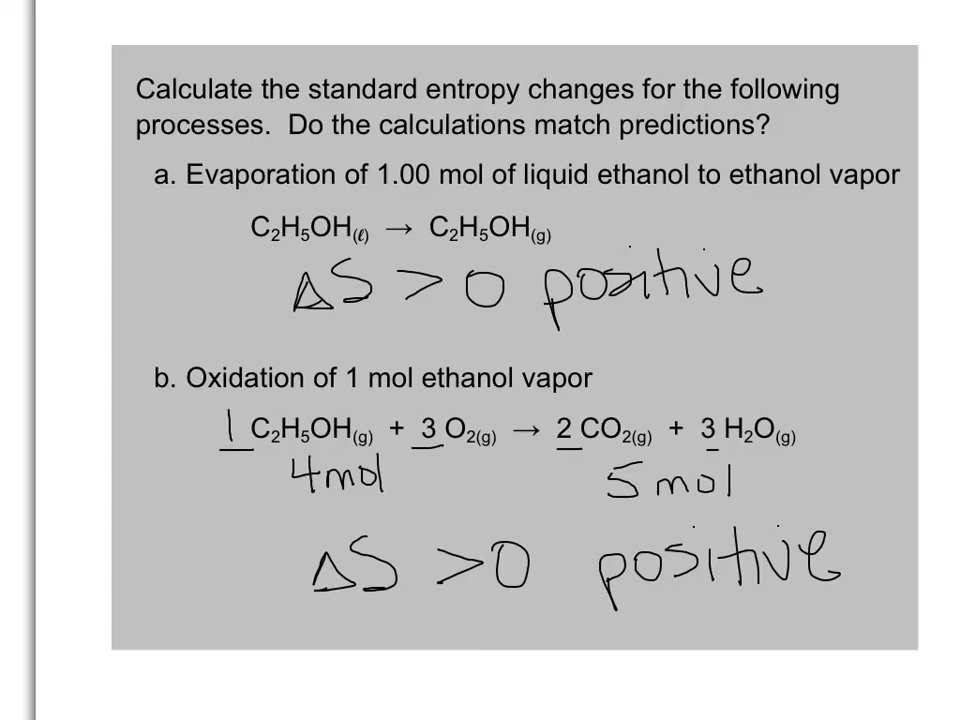 Calculate the standard entropy changes for the following
processes. Do the calculations match predictions?
a. Evaporation of 1.00 mol of liquid ethanol to ethanol vapor
C₂H₅OH₍ℓ₎ → C₂H₅OH(g)
ΔS > 0 positive
b. Oxidation of 1 mol ethanol vapor
1 C₂H₅OH(g) + 3 O₂(g) → 2 CO₂(g) + 3 H₂O(g)
4mol 5 mol
ΔS >0 positive